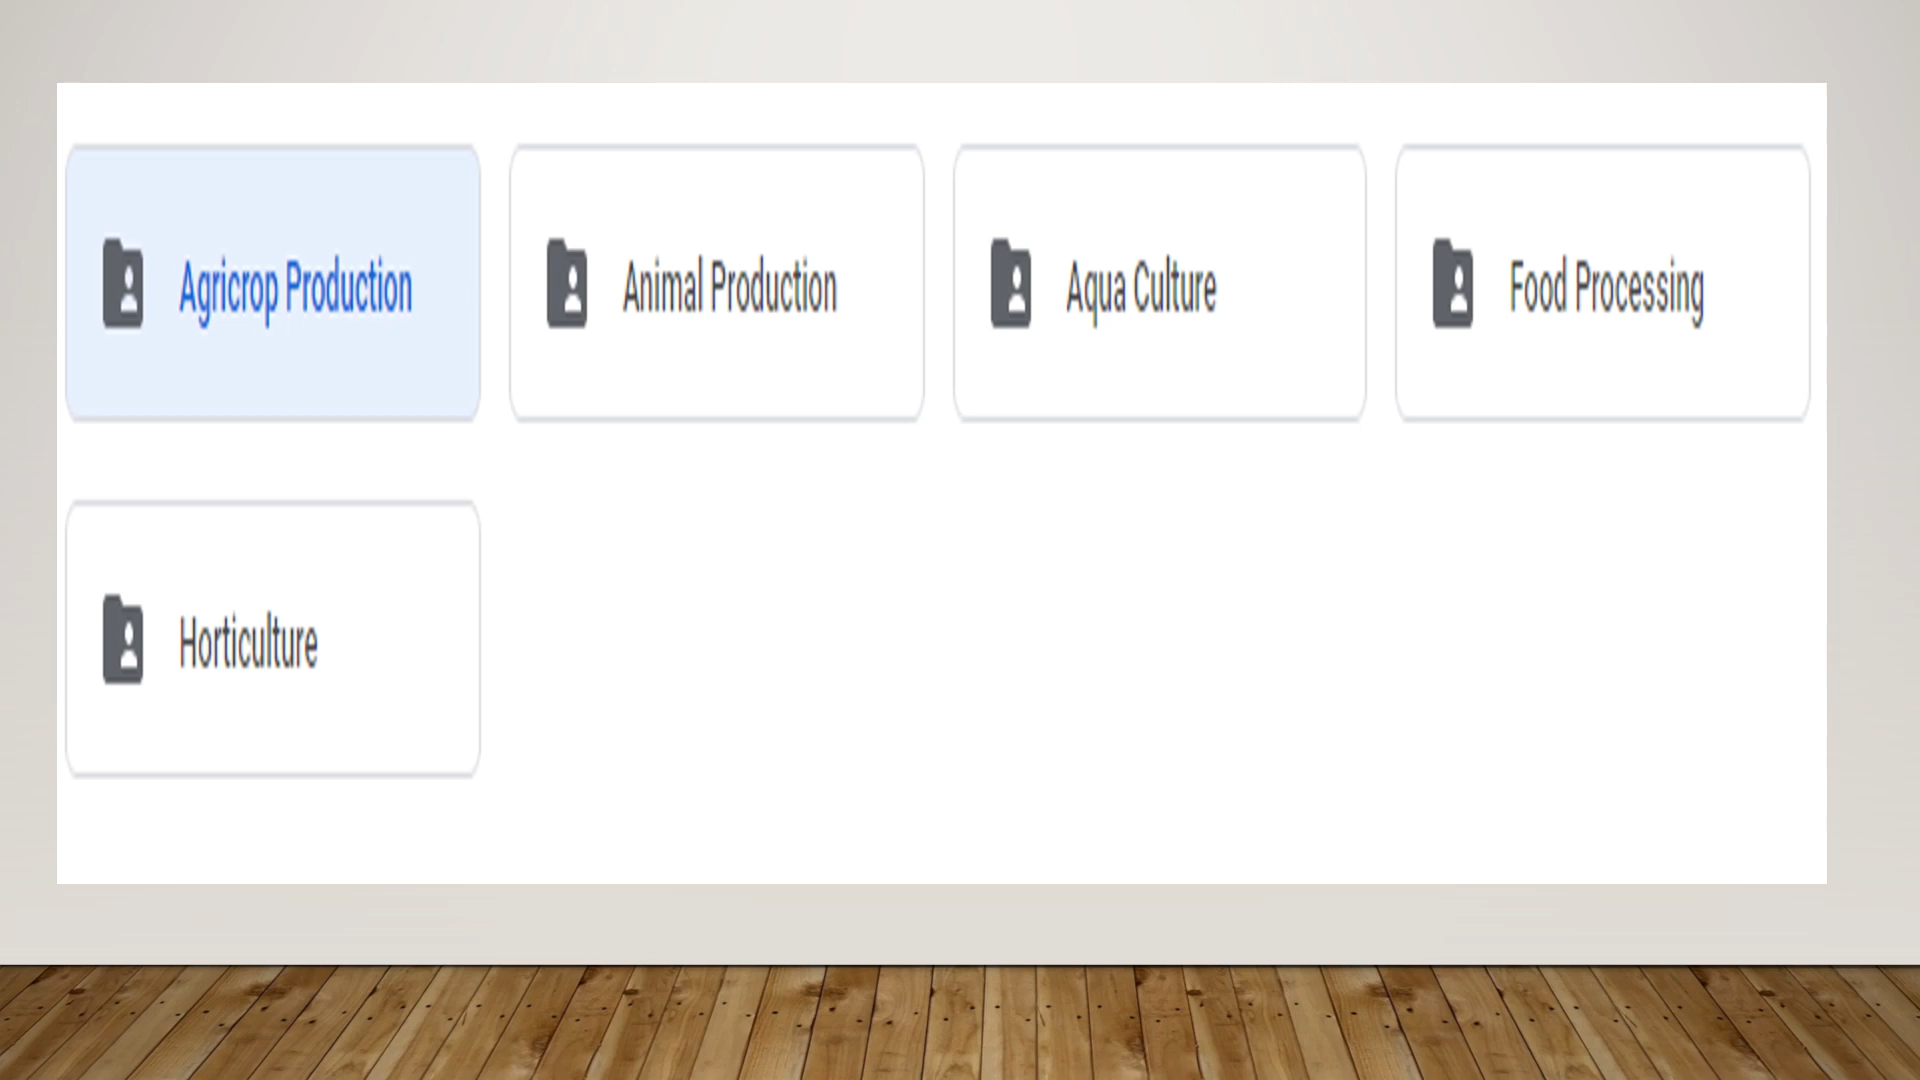 Agricrop Production
Animal Production
Aqua Culture
Food Processing
Horticulture